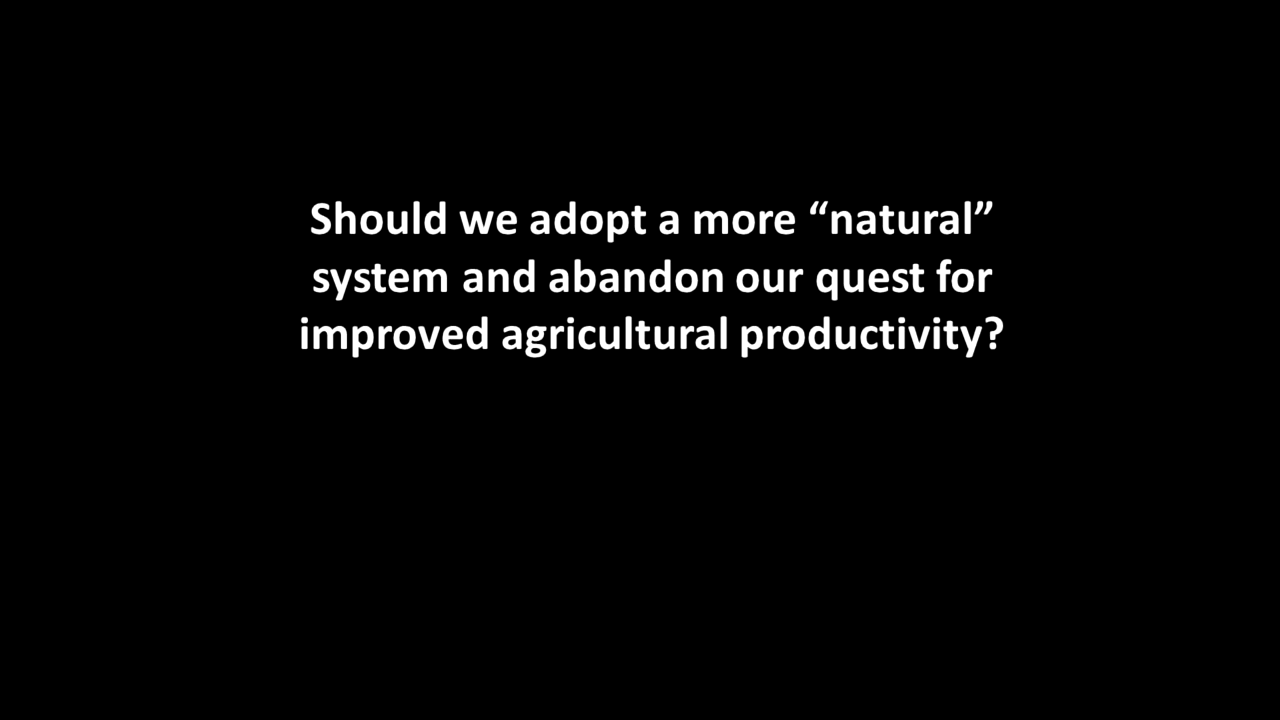 Should we adopt a more “natural”
system and abandon our quest for
improved agricultural productivity?